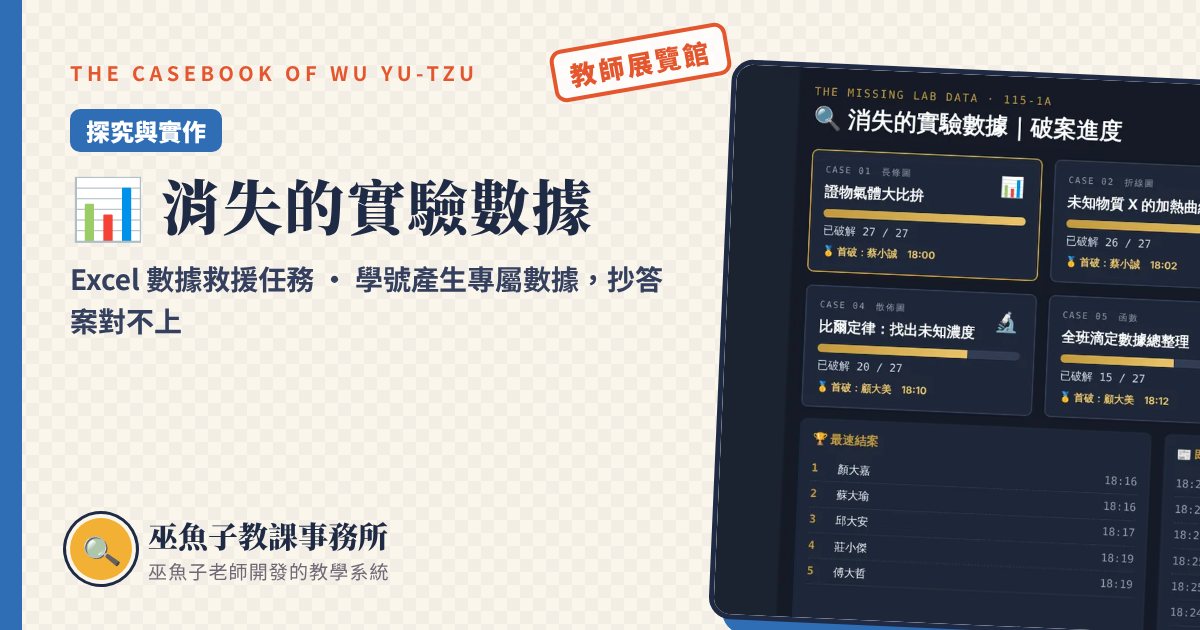 THE CASEBOOK OF WU YU-TZU
教師展覽館
探究與實作
消失的實驗數據
Excel 數據救援任務 · 學號產生專屬數據，抄答
案對不上
巫魚子教課事務所
巫魚子老師開發的教學系統
THE MISSING LAB DATA · 115-1A
消失的實驗數據｜破案進度
CASE 01 長條圖
證物氣體大比拚
已破解 27 / 27
首破：蔡小誠 18:00
CASE 02 折線圖
未知物質 X 的加熱曲
已破解 26 / 27
首破：蔡小誠 18:02
CASE 04 散佈圖
比爾定律：找出未知濃度
已破解 20 / 27
首破：顧大美 18:10
CASE 05 函數
全班滴定數據總整理
已破解 15 / 27
首破：顧大美 18:12
最速結案
1 顏大嘉 18:16
2 蘇大瑜 18:16
3 邱大安 18:17
4 莊小傑 18:19
5 傅大哲 18:19